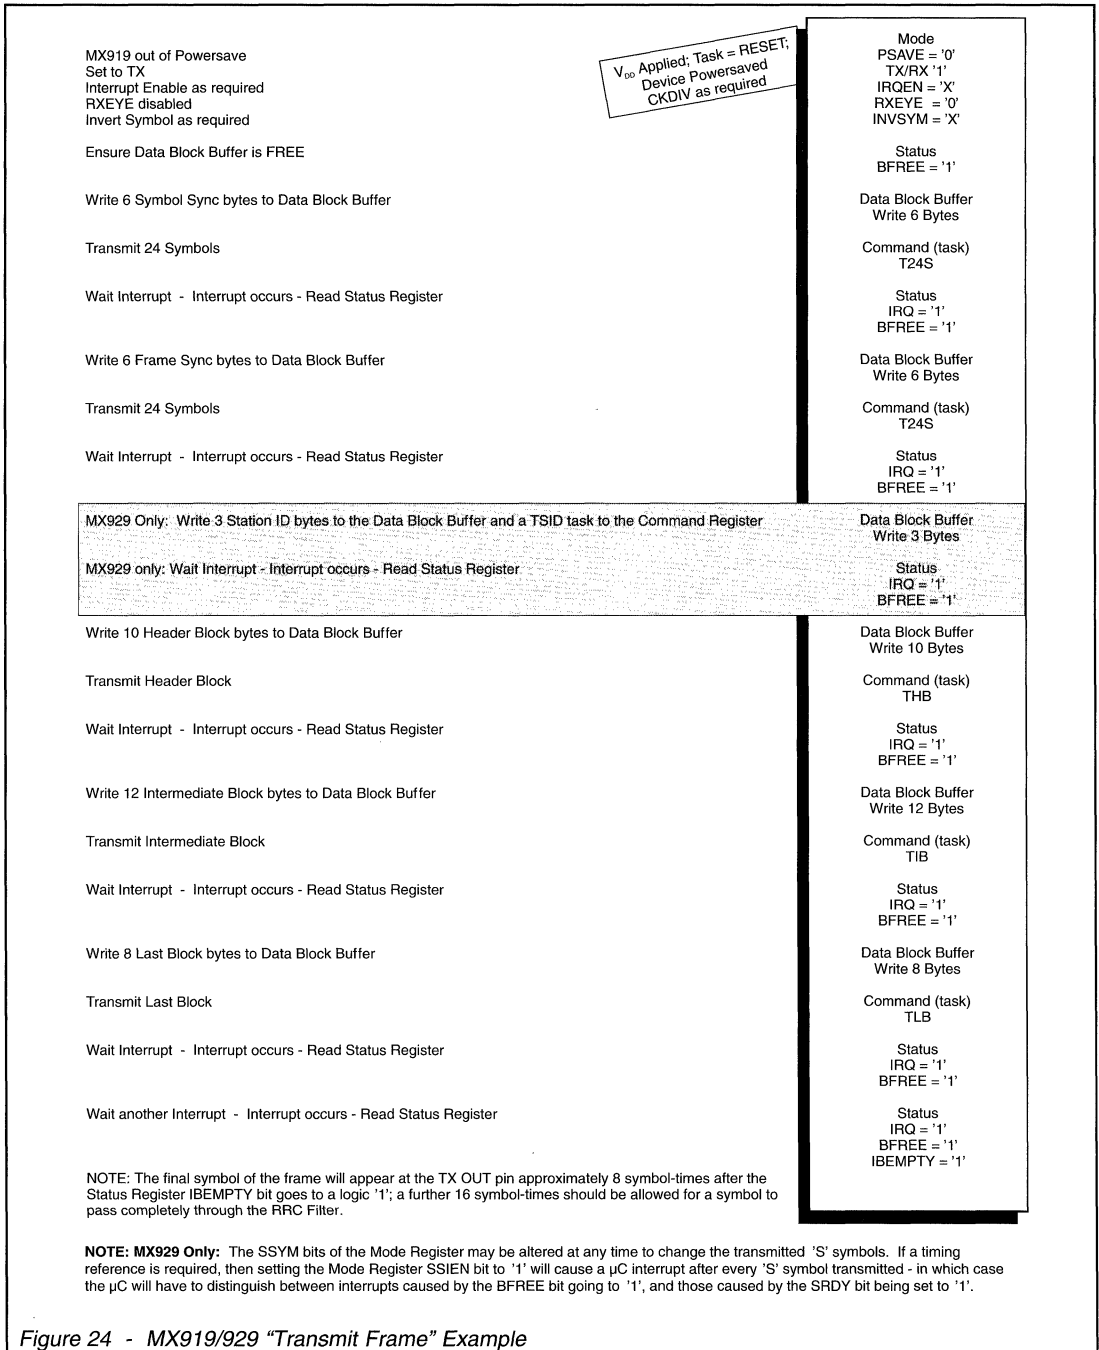 MX919 out of Powersave
Set to TX
Interrupt Enable as required
RXEYE disabled
Invert Symbol as required
V_DD Applied; Task = RESET;
Device Powersaved
CKDIV as required
Mode
PSAVE = '0'
TX/RX '1'
IRQEN = 'X'
RXEYE = '0'
INVSYM = 'X'
Ensure Data Block Buffer is FREE
Status
BFREE = '1'
Write 6 Symbol Sync bytes to Data Block Buffer
Data Block Buffer
Write 6 Bytes
Transmit 24 Symbols
Command (task)
T24S
Wait Interrupt - Interrupt occurs - Read Status Register
Status
IRQ = '1'
BFREE = '1'
Write 6 Frame Sync bytes to Data Block Buffer
Data Block Buffer
Write 6 Bytes
Transmit 24 Symbols
Command (task)
T24S
Wait Interrupt - Interrupt occurs - Read Status Register
Status
IRQ = '1'
BFREE = '1'
MX929 Only: Write 3 Station ID bytes to the Data Block Buffer and a TSID task to the Command Register
Data Block Buffer
Write 3 Bytes
MX929 only: Wait Interrupt - Interrupt occurs - Read Status Register
Status
IRQ = '1'
BFREE = '1'
Write 10 Header Block bytes to Data Block Buffer
Data Block Buffer
Write 10 Bytes
Transmit Header Block
Command (task)
THB
Wait Interrupt - Interrupt occurs - Read Status Register
Status
IRQ = '1'
BFREE = '1'
Write 12 Intermediate Block bytes to Data Block Buffer
Data Block Buffer
Write 12 Bytes
Transmit Intermediate Block
Command (task)
TIB
Wait Interrupt - Interrupt occurs - Read Status Register
Status
IRQ = '1'
BFREE = '1'
Write 8 Last Block bytes to Data Block Buffer
Data Block Buffer
Write 8 Bytes
Transmit Last Block
Command (task)
TLB
Wait Interrupt - Interrupt occurs - Read Status Register
Status
IRQ = '1'
BFREE = '1'
Wait another Interrupt - Interrupt occurs - Read Status Register
Status
IRQ = '1'
BFREE = '1'
IBEMPTY = '1'
NOTE: The final symbol of the frame will appear at the TX OUT pin approximately 8 symbol-times after the
Status Register IBEMPTY bit goes to a logic '1'; a further 16 symbol-times should be allowed for a symbol to
pass completely through the RRC Filter.
NOTE: MX929 Only: The SSYM bits of the Mode Register may be altered at any time to change the transmitted 'S' symbols. If a timing
reference is required, then setting the Mode Register SSIEN bit to '1' will cause a µC interrupt after every 'S' symbol transmitted - in which case
the µC will have to distinguish between interrupts caused by the BFREE bit going to '1', and those caused by the SRDY bit being set to '1'.
Figure 24 - MX919/929 "Transmit Frame" Example